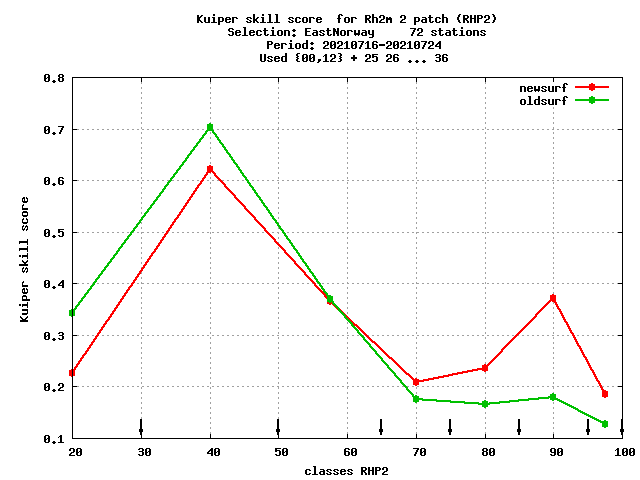 Kuiper skill score  for Rh2m 2 patch (RHP2)
Selection: EastNorway     72 stations
Period: 20210716-20210724
Used {00,12} + 25 26 ... 36
newsurf
oldsurf
0.8
0.7
0.6
0.5
0.4
0.3
0.2
0.1
Kuiper skill score
20 30 40 50 60 70 80 90 100
classes RHP2